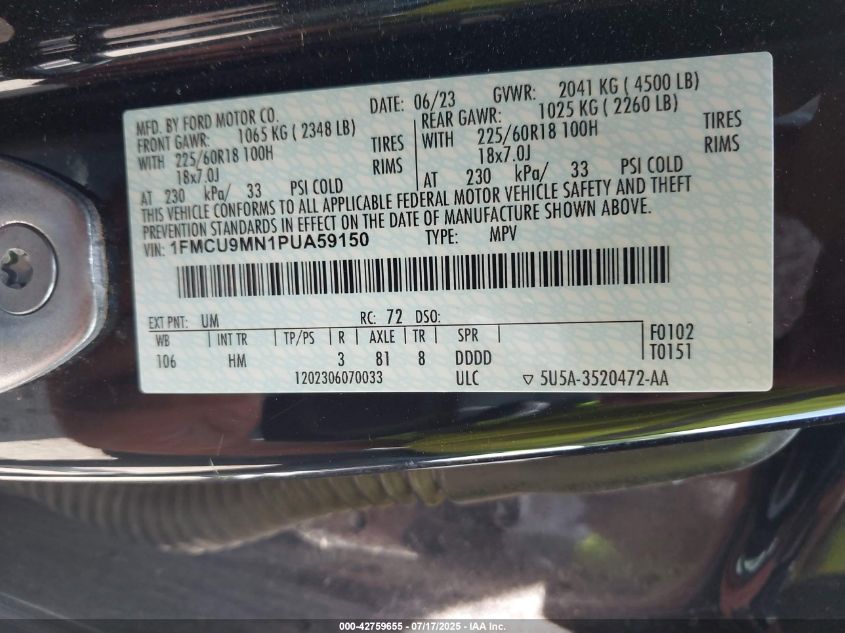 MFD. BY FORD MOTOR CO. DATE: 06/23 GVWR: 2041 KG ( 4500 LB)
FRONT GAWR: 1065 KG ( 2348 LB) REAR GAWR: 1025 KG ( 2260 LB)
WITH 225/60R18 100H TIRES WITH 225/60R18 100H TIRES
18x7.0J RIMS 18x7.0J RIMS
AT 230 kPa/ 33 PSI COLD AT 230 kPa/ 33 PSI COLD
THIS VEHICLE CONFORMS TO ALL APPLICABLE FEDERAL MOTOR VEHICLE SAFETY AND THEFT
PREVENTION STANDARDS IN EFFECT ON THE DATE OF MANUFACTURE SHOWN ABOVE.
VIN: 1FMCU9MN1PUA59150 TYPE: MPV
EXT PNT: UM RC: 72 DSO:
WB INT TR TP/PS R AXLE TR SPR F0102
106 HM 3 81 8 DDDD T0151
1202306070033 ULC ▽ 5U5A-3520472-AA
000-42759655 - 07/17/2025 - IAA Inc.